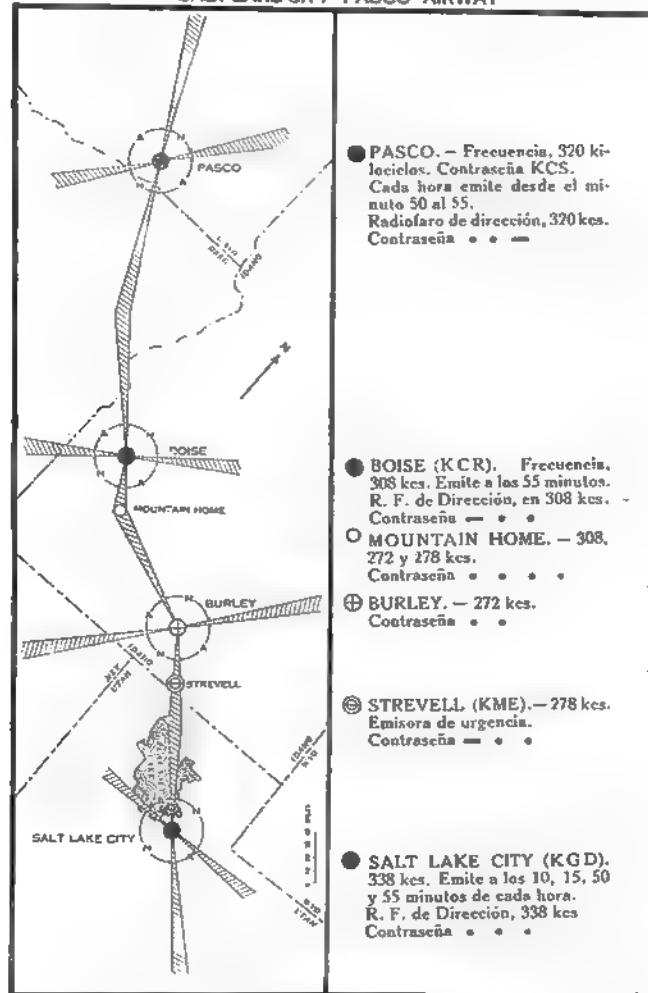 SALT LAKE CITY-PASCO AIRWAY
PASCO
BOISE
MOUNTAIN HOME
BURLEY
STREVELL
SALT LAKE CITY
IDAHO
UTAH
N
A
PASCO. — Frecuencia, 320 ki-
lociclos. Contraseña KCS.
Cada hora emite desde el mi-
nuto 50 al 55.
Radiofaro de dirección, 320 kcs.
Contraseña • • —
BOISE (KCR). Frecuencia,
308 kcs. Emite a los 55 minutos.
R. F. de Dirección, en 308 kcs.
Contraseña — • •
MOUNTAIN HOME. — 308,
272 y 278 kcs.
Contraseña • • • •
BURLEY. — 272 kcs.
Contraseña • •
STREVELL (KME). — 278 kcs.
Emisora de urgencia.
Contraseña — • •
SALT LAKE CITY (KGD).
338 kcs. Emite a los 10, 15, 50
y 55 minutos de cada hora.
R. F. de Dirección, 338 kcs
Contraseña • • •